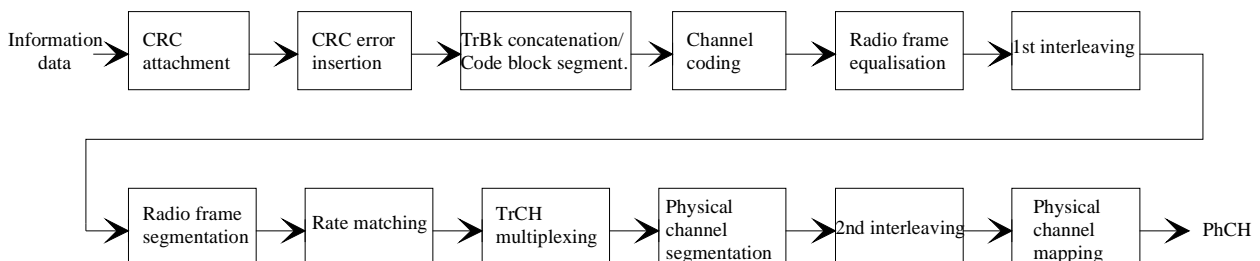 Information
data
CRC
attachment
CRC error
insertion
TrBk concatenation/
Code block segment.
Channel
coding
Radio frame
equalisation
1st interleaving
Radio frame
segmentation
Rate matching
TrCH
multiplexing
Physical
channel
segmentation
2nd interleaving
Physical
channel
mapping
PhCH